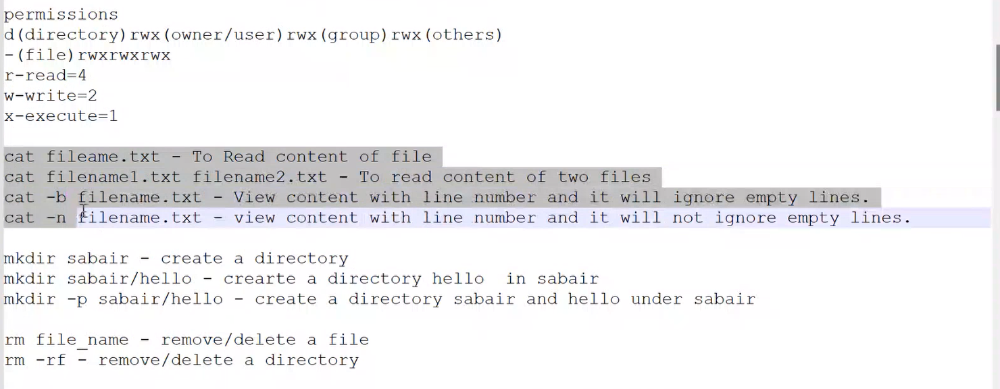 permissions
d(directory)rwx(owner/user)rwx(group)rwx(others)
-(file)rwxrwxrwx
r-read=4
w-write=2
x-execute=1
cat fileame.txt - To Read content of file
cat filename1.txt filename2.txt - To read content of two files
cat -b filename.txt - View content with line number and it will ignore empty lines.
cat -n filename.txt - view content with line number and it will not ignore empty lines.
mkdir sabair - create a directory
mkdir sabair/hello - crearte a directory hello  in sabair
mkdir -p sabair/hello - create a directory sabair and hello under sabair
rm file_name - remove/delete a file
rm -rf - remove/delete a directory